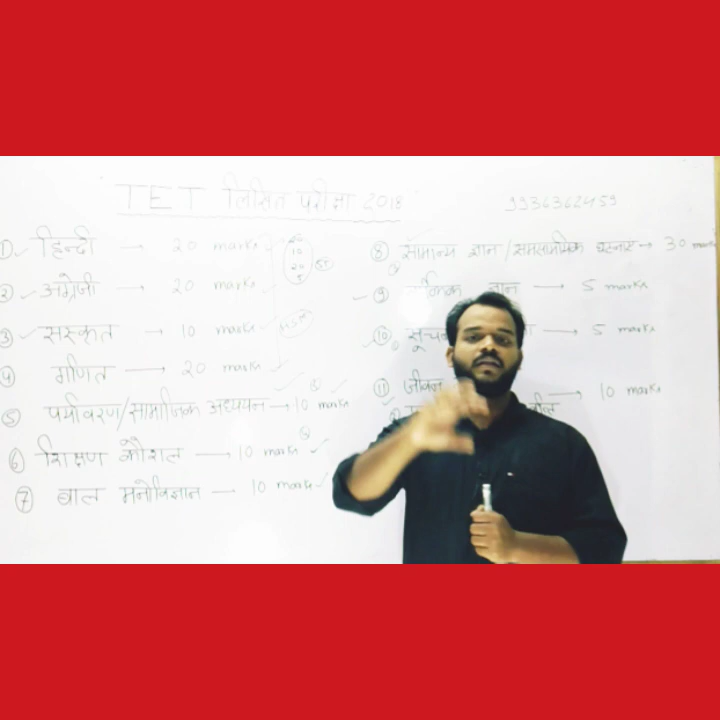 TET लिखित परीक्षा 2018
9936362459
① हिन्दी → 20 marks
② अंग्रेजी → 20 marks
③ संस्कृत → 10 marks
④ गणित → 20 marks
⑤ पर्यावरण/सामाजिक अध्ययन → 10 marks
⑥ शिक्षण कौशल → 10 marks
⑦ बाल मनोविज्ञान → 10 marks
⑧ सामान्य ज्ञान/समसामयिक घटनाएं → 30 marks
⑨ ज्ञान → 5 marks
⑩ → 5 marks
⑪ जीवन → 10 marks